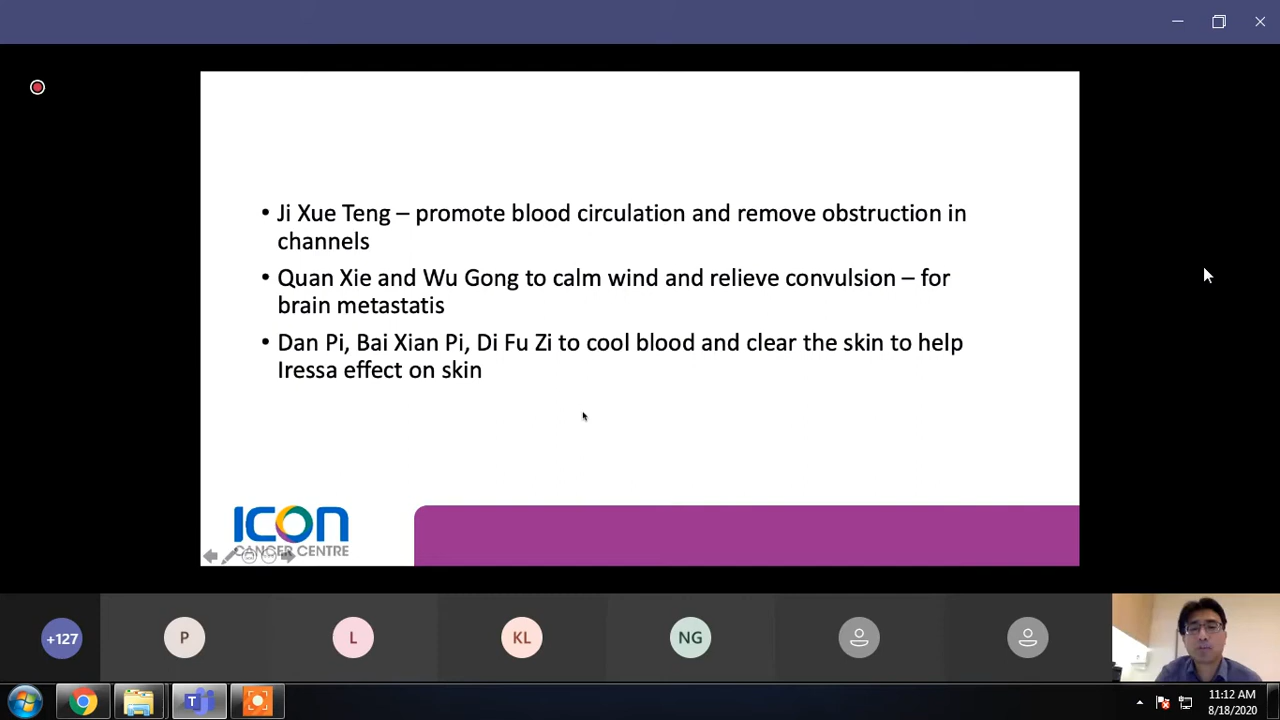 • Ji Xue Teng – promote blood circulation and remove obstruction in
channels
• Quan Xie and Wu Gong to calm wind and relieve convulsion – for
brain metastatis
• Dan Pi, Bai Xian Pi, Di Fu Zi to cool blood and clear the skin to help
Iressa effect on skin
ICON
CANCER CENTRE
+127
P
L
KL
NG
11:12 AM
8/18/2020